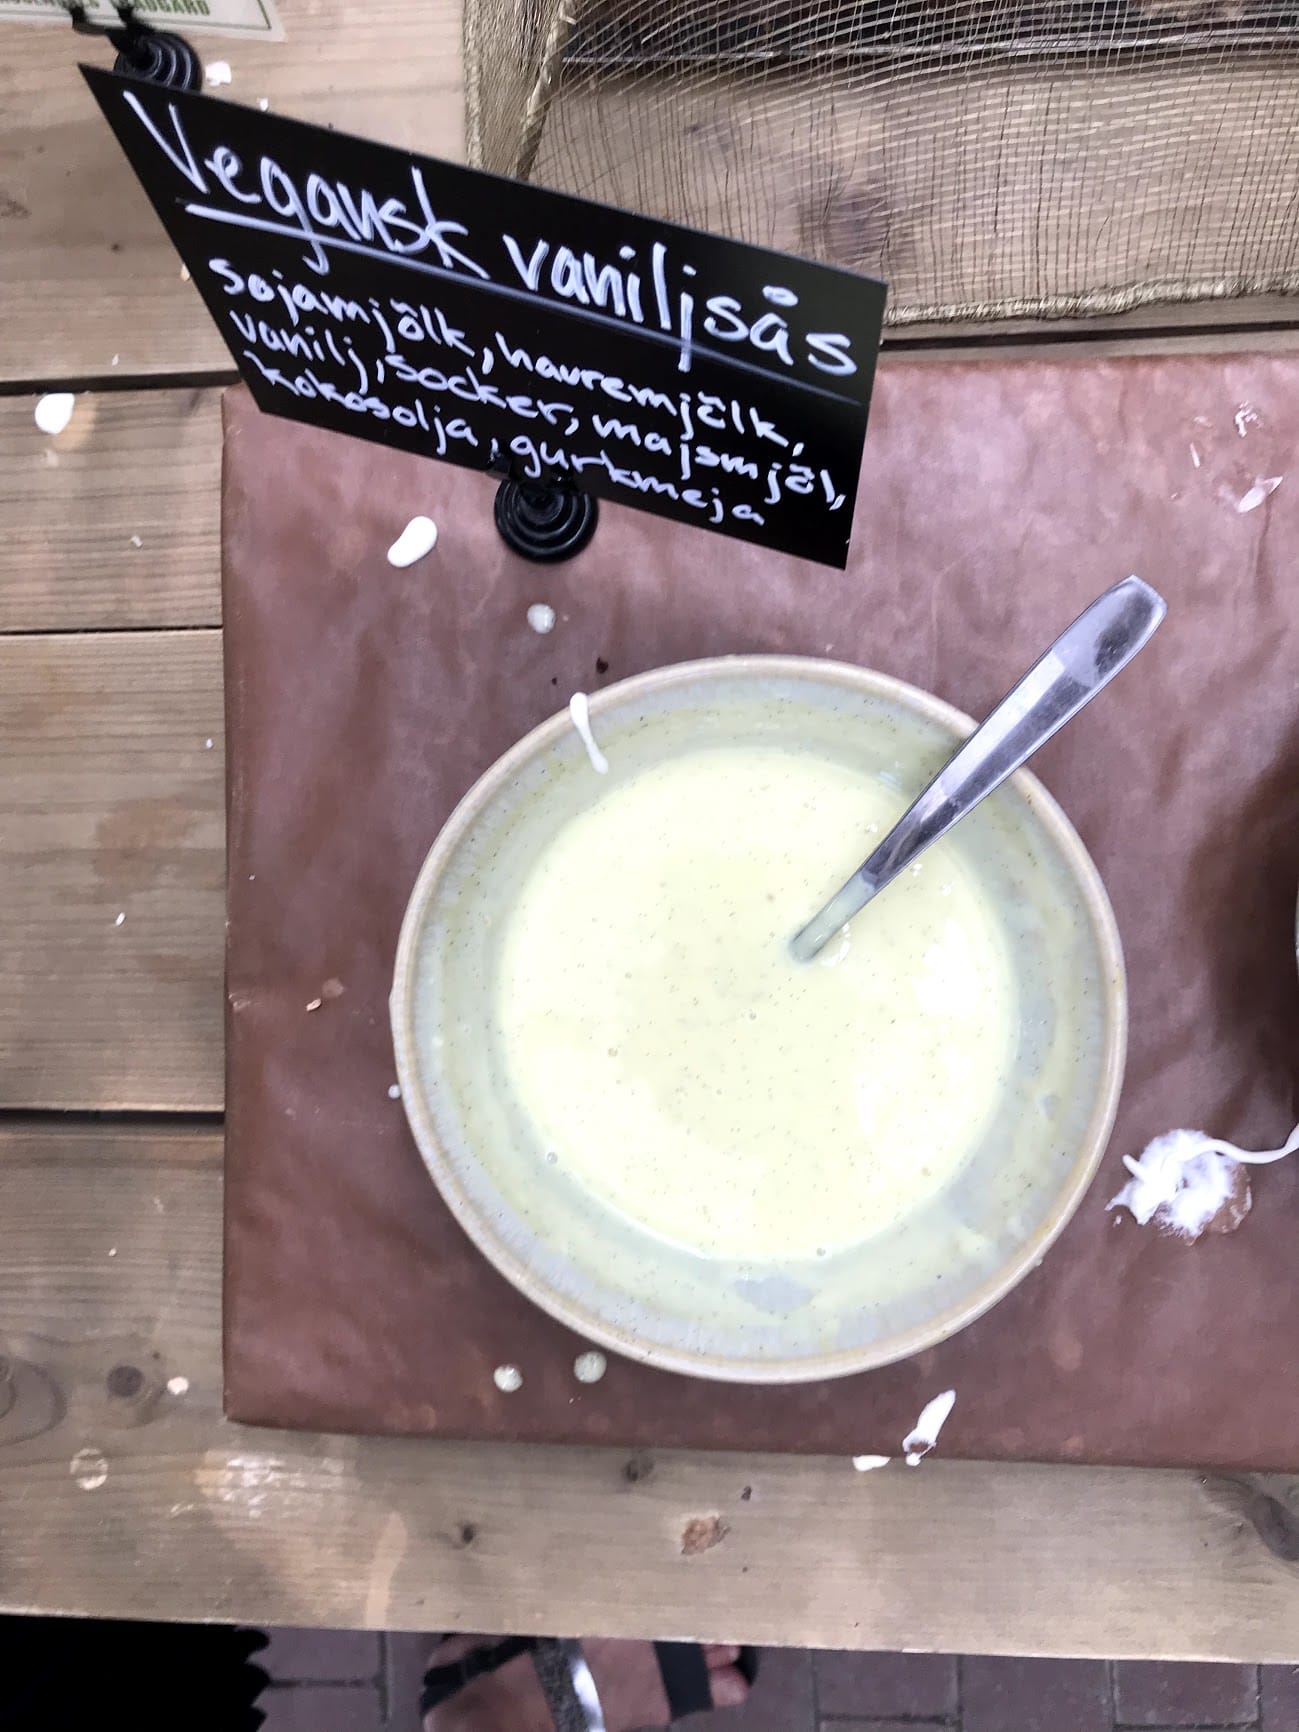 Vegansk vaniljsås
sojamjölk, havremjölk,
vanilj, socker, majsmjöl,
kokosolja, gurkmeja